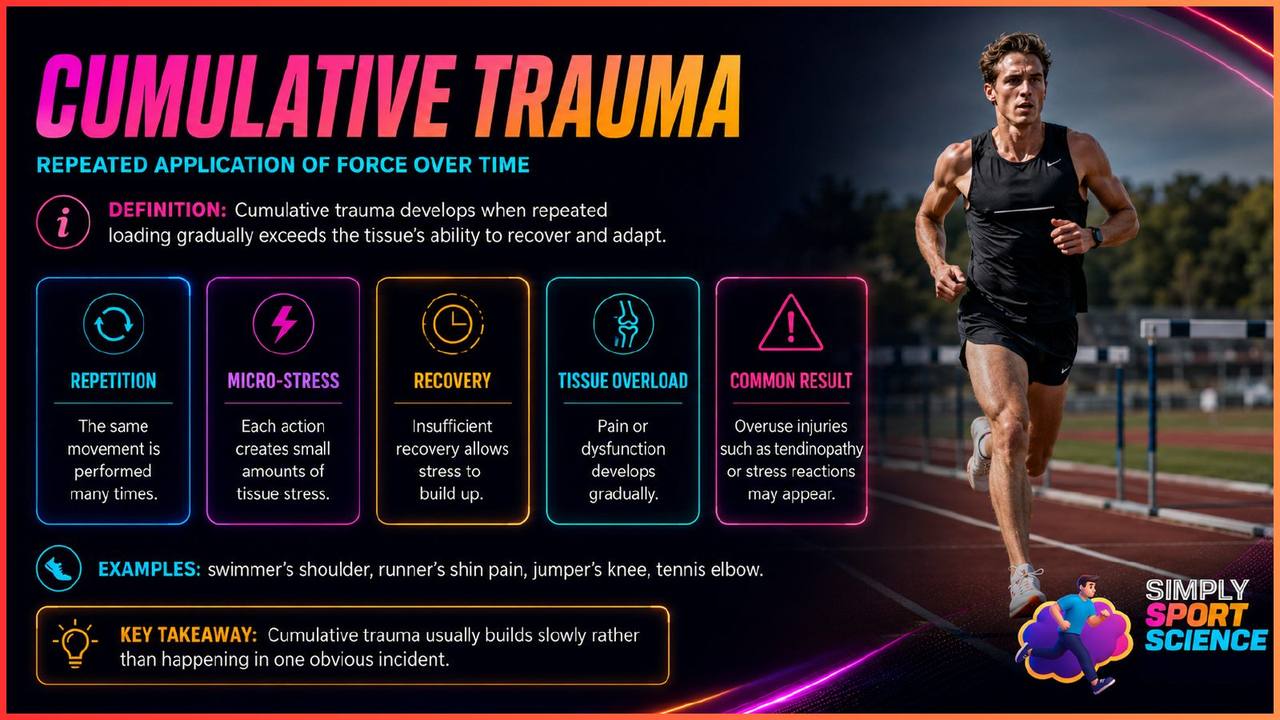 CUMULATIVE TRAUMA
REPEATED APPLICATION OF FORCE OVER TIME
i
DEFINITION: Cumulative trauma develops when repeated
loading gradually exceeds the tissue's ability to recover and adapt.
REPETITION
The same
movement is
performed
many times.
MICRO-STRESS
Each action
creates small
amounts of
tissue stress.
RECOVERY
Insufficient
recovery allows
stress to
build up.
TISSUE OVERLOAD
Pain or
dysfunction
develops
gradually.
!
COMMON RESULT
Overuse injuries
such as tendinopathy
or stress reactions
may appear.
EXAMPLES: swimmer's shoulder, runner's shin pain, jumper's knee, tennis elbow.
KEY TAKEAWAY: Cumulative trauma usually builds slowly rather
than happening in one obvious incident.
SIMPLY
SPORT
SCIENCE